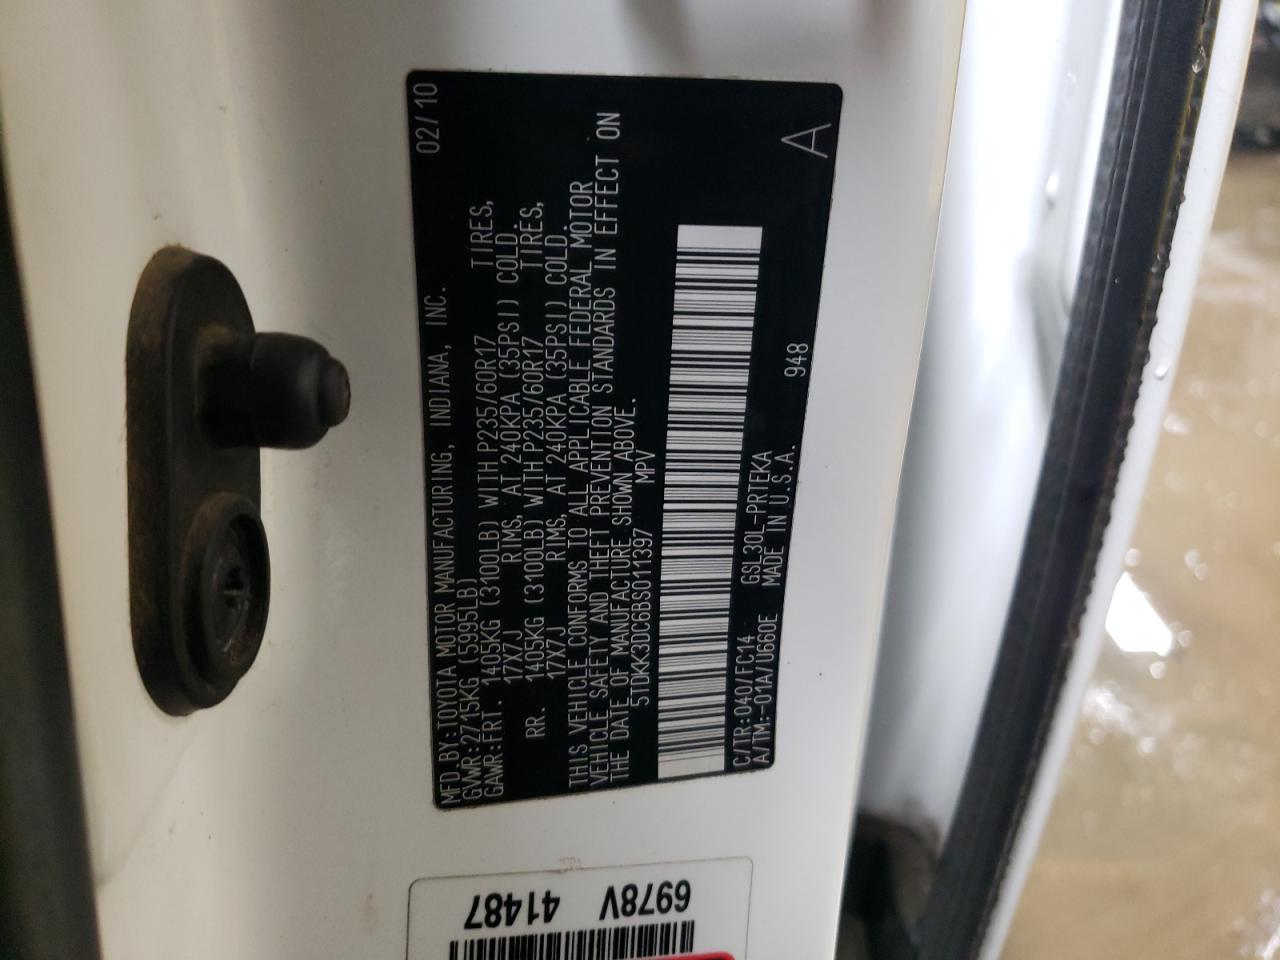 MFD BY:TOYOTA MOTOR MANUFACTURING, INDIANA, INC. 02/10
GVWR:2715KG (5995LB)
GAWR:FRT. 1405KG (3100LB) WITH P235/60R17 TIRES,
17X7J RIMS, AT 240KPA (35PSI) COLD.
RR. 1405KG (3100LB) WITH P235/60R17 TIRES,
17X7J RIMS, AT 240KPA (35PSI) COLD.
THIS VEHICLE CONFORMS TO ALL APPLICABLE FEDERAL MOTOR
VEHICLE SAFETY AND THEFT PREVENTION STANDARDS IN EFFECT ON
THE DATE OF MANUFACTURE SHOWN ABOVE.
5TDKK3DC6BS011397 MPV
C/TR:040/FC14 GSL30L-PRTEKA
A/TM:-01A/U660E MADE IN U.S.A. 948
A
6978V 41487